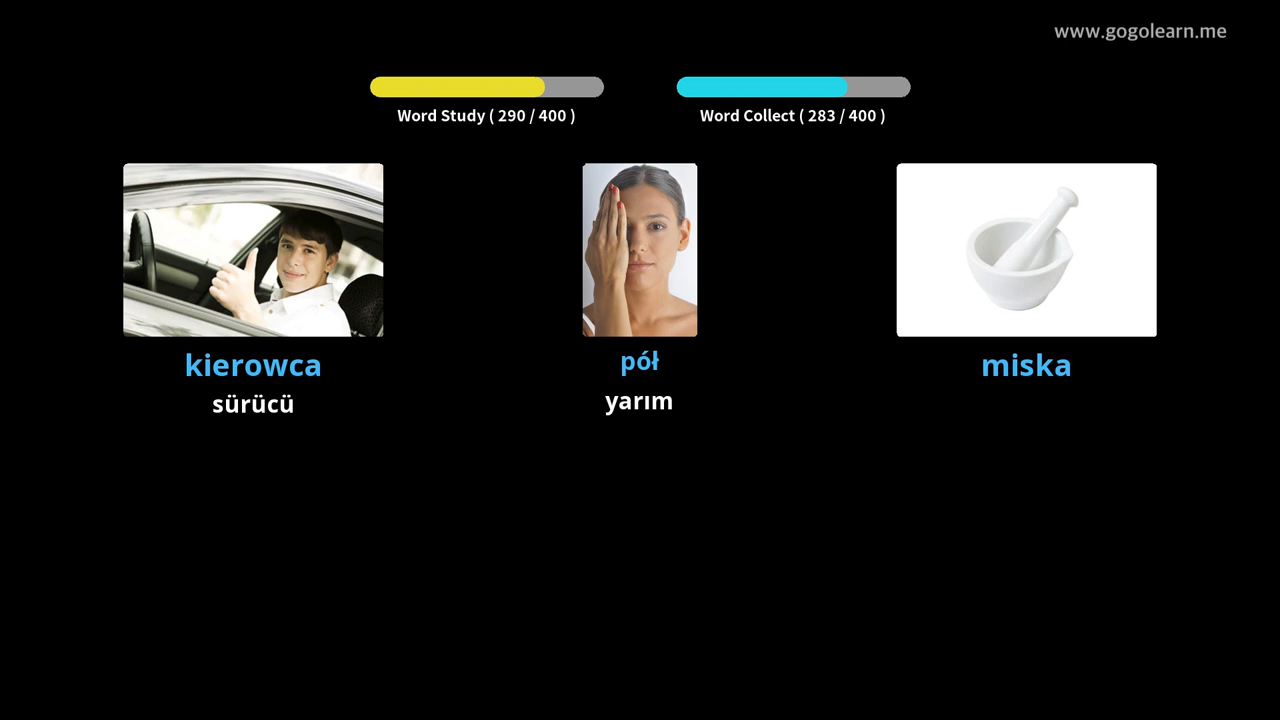 www.gogolearn.me
Word Study ( 290 / 400 )
Word Collect ( 283 / 400 )
kierowca
sürücü
pół
yarım
miska